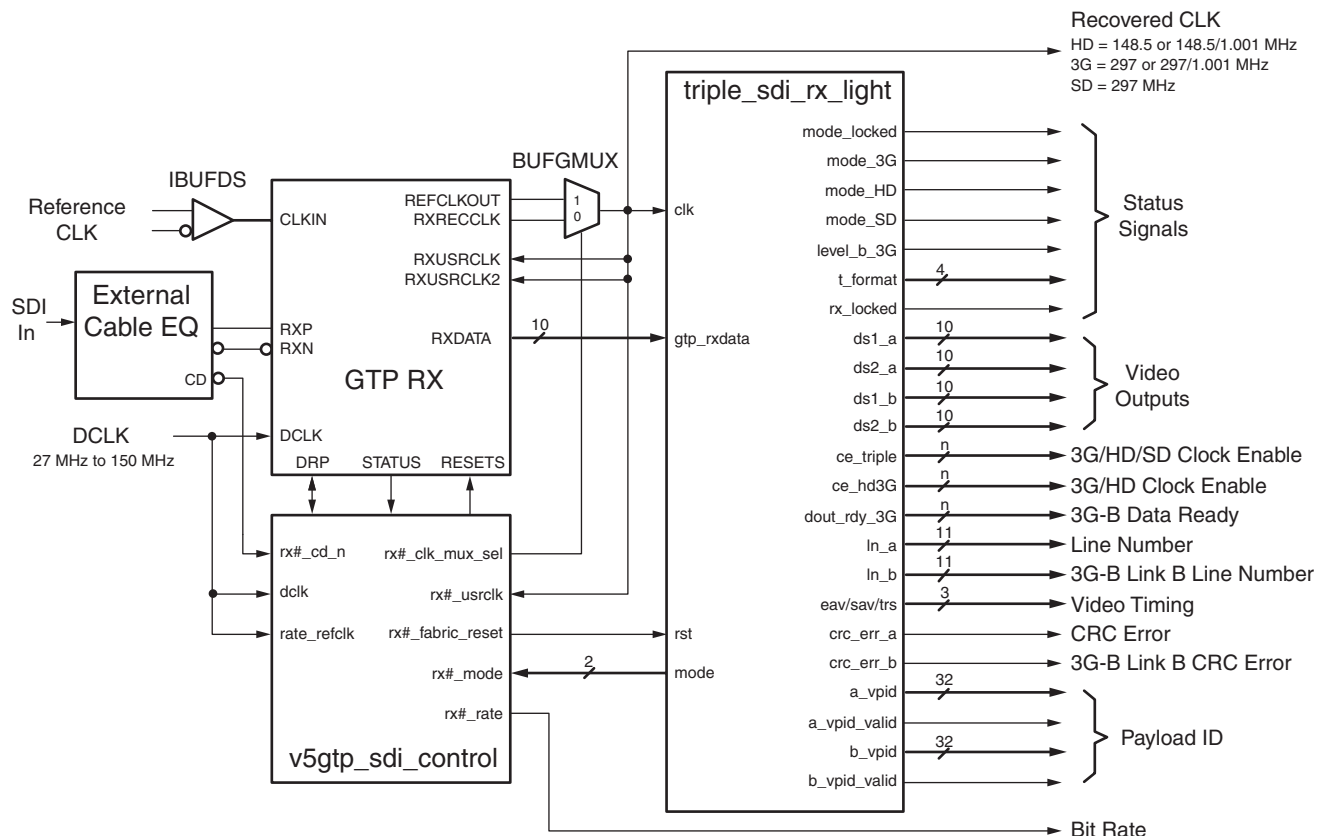 Recovered CLK
HD = 148.5 or 148.5/1.001 MHz
3G = 297 or 297/1.001 MHz
SD = 297 MHz
triple_sdi_rx_light
mode_locked
mode_3G
mode_HD
mode_SD
level_b_3G
t_format
4
rx_locked
Status
Signals
BUFGMUX
1
0
IBUFDS
Reference
CLK
CLKIN
REFCLKOUT
RXRECCLK
clk
RXUSRCLK
RXUSRCLK2
External
Cable EQ
SDI
In
CD
RXP
RXN
RXDATA
10
gtp_rxdata
GTP RX
DCLK
27 MHz to 150 MHz
DCLK
DRP
STATUS
RESETS
ds1_a
10
ds2_a
10
ds1_b
10
ds2_b
10
Video
Outputs
ce_triple
n
3G/HD/SD Clock Enable
ce_hd3G
n
3G/HD Clock Enable
dout_rdy_3G
n
3G-B Data Ready
ln_a
11
Line Number
ln_b
11
3G-B Link B Line Number
eav/sav/trs
3
Video Timing
crc_err_a
CRC Error
crc_err_b
3G-B Link B CRC Error
a_vpid
32
a_vpid_valid
b_vpid
32
b_vpid_valid
Payload ID
rx#_cd_n
rx#_clk_mux_sel
dclk
rx#_usrclk
rate_refclk
rx#_fabric_reset
rst
rx#_mode
2
mode
rx#_rate
v5gtp_sdi_control
Bit Rate